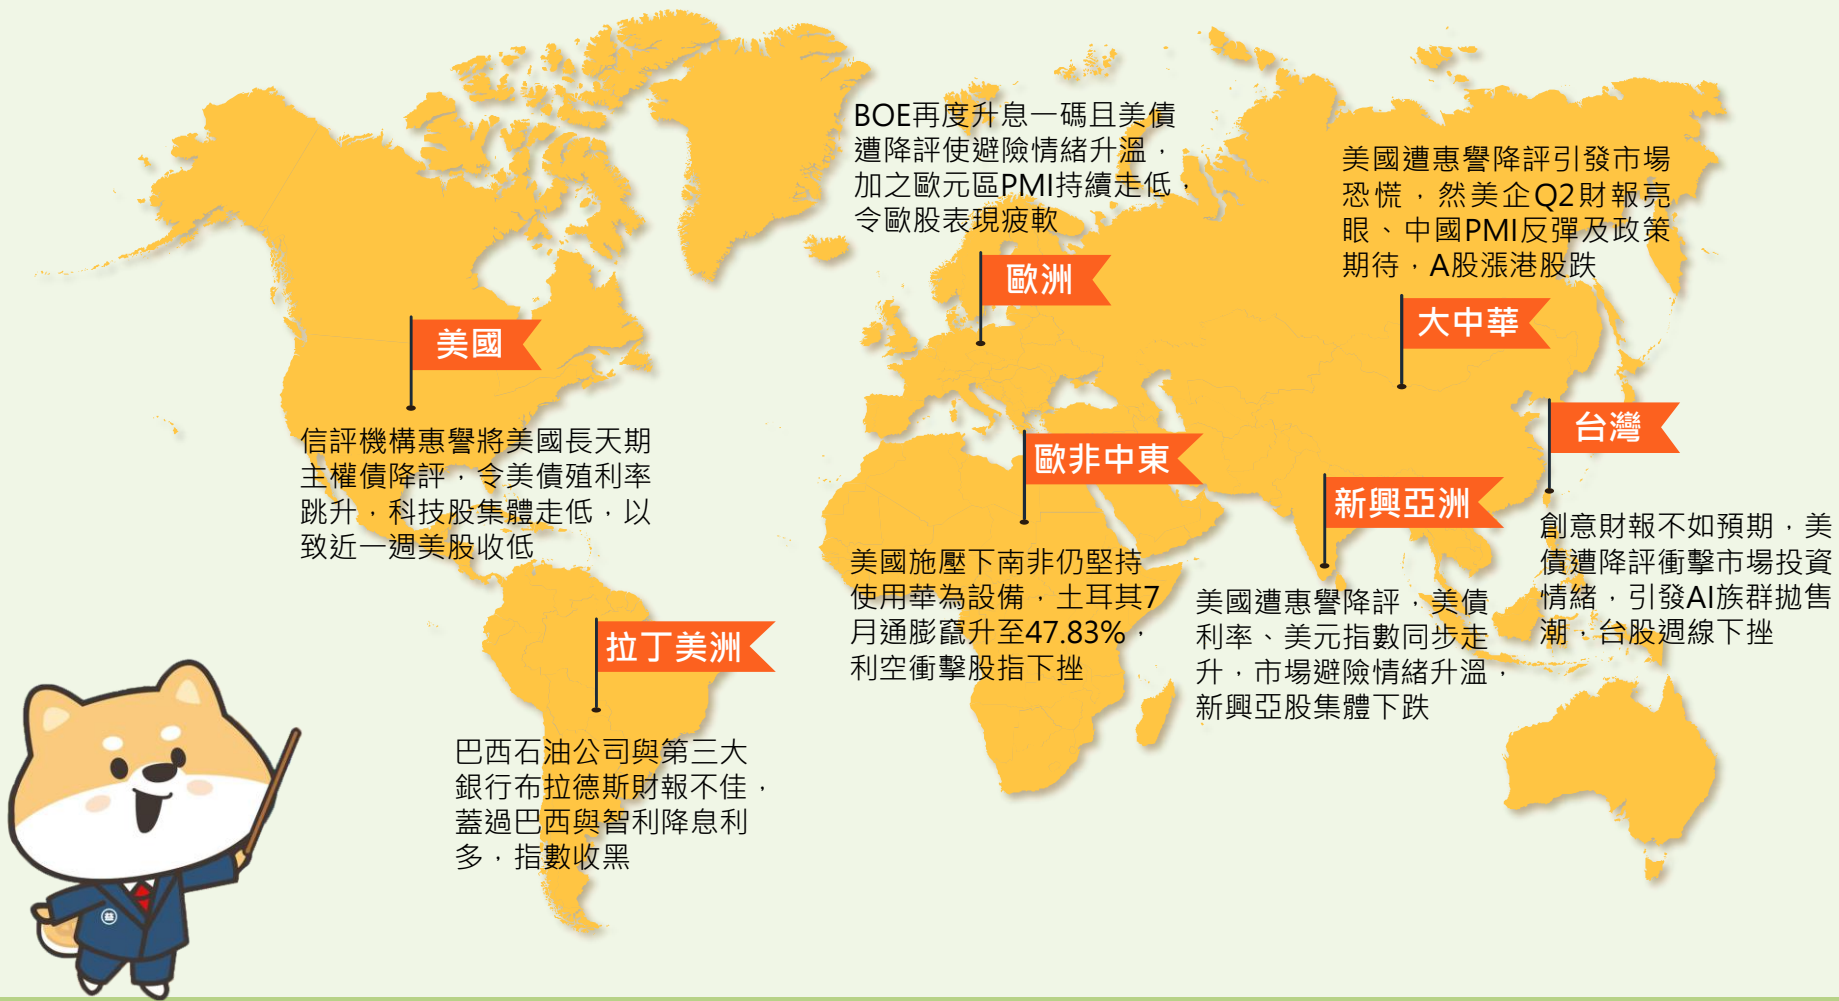 美國
信評機構惠譽將美國長天期
主權債降評，令美債殖利率
跳升，科技股集體走低，以
致近一週美股收低
拉丁美洲
巴西石油公司與第三大
銀行布拉德斯財報不佳，
蓋過巴西與智利降息利
多，指數收黑
BOE再度升息一碼且美債
遭降評使避險情緒升溫，
加之歐元區PMI持續走低，
令歐股表現疲軟
歐洲
歐非中東
美國施壓下南非仍堅持
使用華為設備，土耳其7
月通膨竄升至47.83%，
利空衝擊股指下挫
美國遭惠譽降評引發市場
恐慌，然美企Q2財報亮
眼、中國PMI反彈及政策
期待，A股漲港股跌
大中華
新興亞洲
美國遭惠譽降評，美債
利率、美元指數同步走
升，市場避險情緒升溫，
新興亞股集體下跌
台灣
創意財報不如預期，美
債遭降評衝擊市場投資
情緒，引發AI族群拋售
潮，台股週線下挫